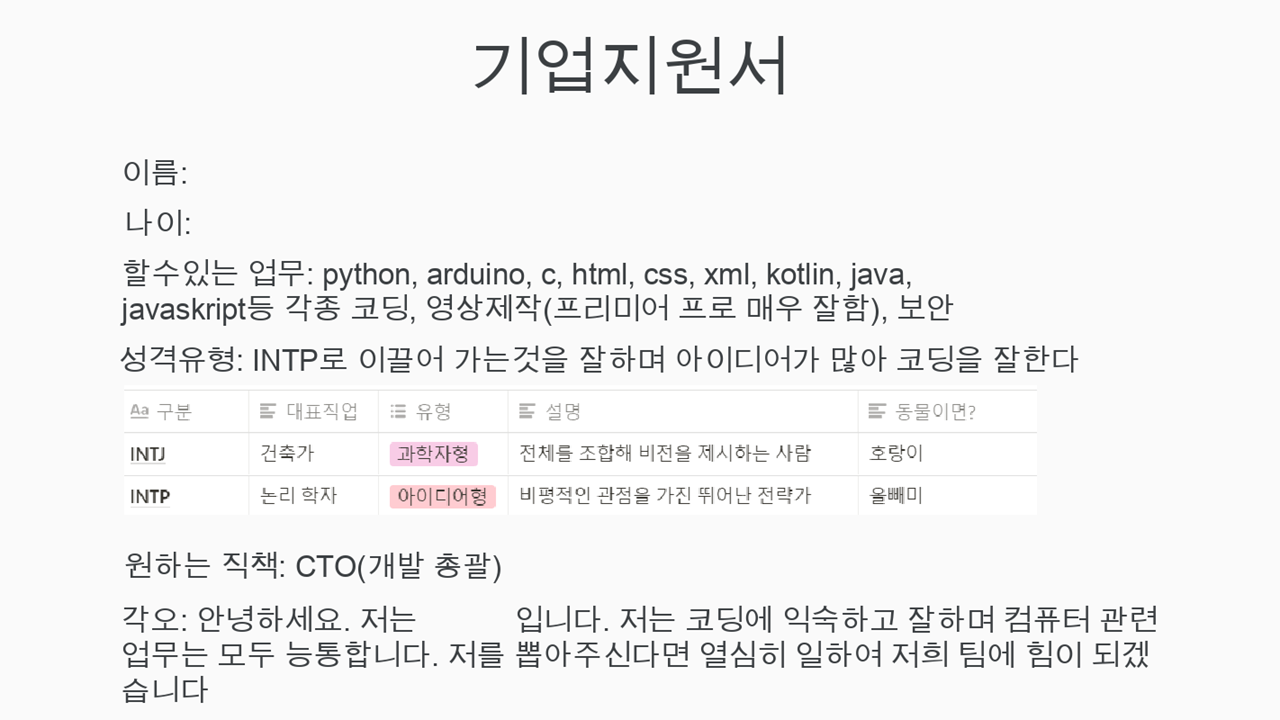 기업지원서
이름:
나이:
할수있는 업무: python, arduino, c, html, css, xml, kotlin, java,
javaskript등 각종 코딩, 영상제작(프리미어 프로 매우 잘함), 보안
성격유형: INTP로 이끌어 가는것을 잘하며 아이디어가 많아 코딩을 잘한다
Aa 구분 대표직업 유형 설명 동물이면?
INTJ 건축가 과학자형 전체를 조합해 비전을 제시하는 사람 호랑이
INTP 논리 학자 아이디어형 비평적인 관점을 가진 뛰어난 전략가 올빼미
원하는 직책: CTO(개발 총괄)
각오: 안녕하세요. 저는 입니다. 저는 코딩에 익숙하고 잘하며 컴퓨터 관련
업무는 모두 능통합니다. 저를 뽑아주신다면 열심히 일하여 저희 팀에 힘이 되겠
습니다